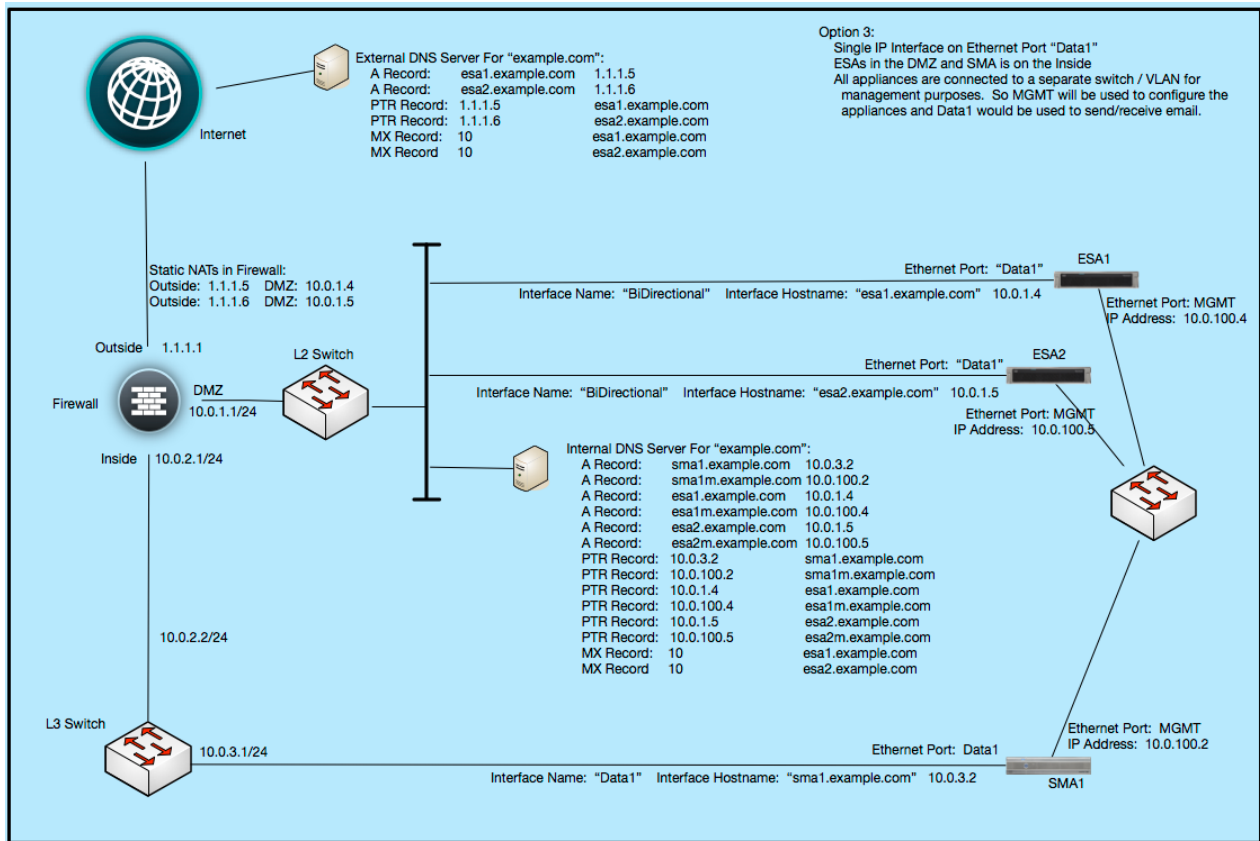 Option 3:
Single IP Interface on Ethernet Port “Data1”
ESAs in the DMZ and SMA is on the Inside
All appliances are connected to a separate switch / VLAN for
management purposes. So MGMT will be used to configure the
appliances and Data1 would be used to send/receive email.
External DNS Server For “example.com”:
A Record: esa1.example.com 1.1.1.5
A Record: esa2.example.com 1.1.1.6
PTR Record: 1.1.1.5 esa1.example.com
PTR Record: 1.1.1.6 esa2.example.com
MX Record: 10 esa1.example.com
MX Record 10 esa2.example.com
Internet
Static NATs in Firewall:
Outside: 1.1.1.5 DMZ: 10.0.1.4
Outside: 1.1.1.6 DMZ: 10.0.1.5
Outside 1.1.1.1
Firewall
DMZ
10.0.1.1/24
Inside 10.0.2.1/24
L2 Switch
ESA1
Ethernet Port: “Data1”
Interface Name: “BiDirectional” Interface Hostname: “esa1.example.com” 10.0.1.4
Ethernet Port: MGMT
IP Address: 10.0.100.4
ESA2
Ethernet Port: “Data1”
Interface Name: “BiDirectional” Interface Hostname: “esa2.example.com” 10.0.1.5
Ethernet Port: MGMT
IP Address: 10.0.100.5
Internal DNS Server For “example.com”:
A Record: sma1.example.com 10.0.3.2
A Record: sma1m.example.com 10.0.100.2
A Record: esa1.example.com 10.0.1.4
A Record: esa1m.example.com 10.0.100.4
A Record: esa2.example.com 10.0.1.5
A Record: esa2m.example.com 10.0.100.5
PTR Record: 10.0.3.2 sma1.example.com
PTR Record: 10.0.100.2 sma1m.example.com
PTR Record: 10.0.1.4 esa1.example.com
PTR Record: 10.0.100.4 esa1m.example.com
PTR Record: 10.0.1.5 esa2.example.com
PTR Record: 10.0.100.5 esa2m.example.com
MX Record: 10 esa1.example.com
MX Record 10 esa2.example.com
10.0.2.2/24
L3 Switch
10.0.3.1/24
Ethernet Port: Data1
Interface Name: “Data1” Interface Hostname: “sma1.example.com” 10.0.3.2
Ethernet Port: MGMT
IP Address: 10.0.100.2
SMA1